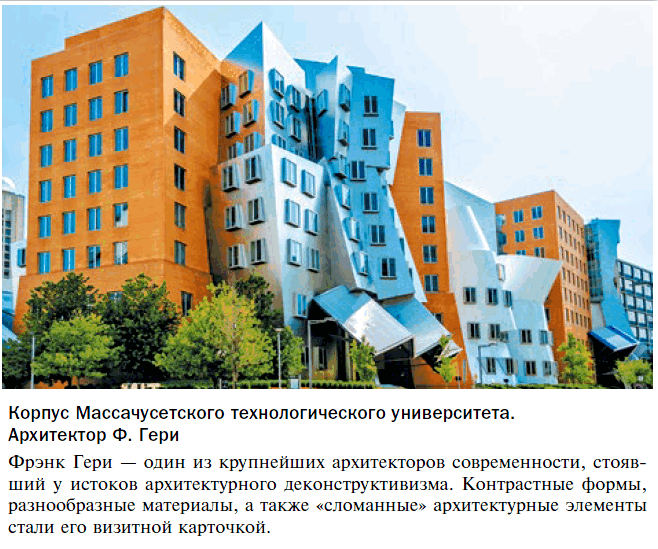 Корпус Массачусетского технологического университета.
Архитектор Ф. Гери
Фрэнк Гери — один из крупнейших архитекторов современности, стояв-
ший у истоков архитектурного деконструктивизма. Контрастные формы,
разнообразные материалы, а также «сломанные» архитектурные элементы
стали его визитной карточкой.